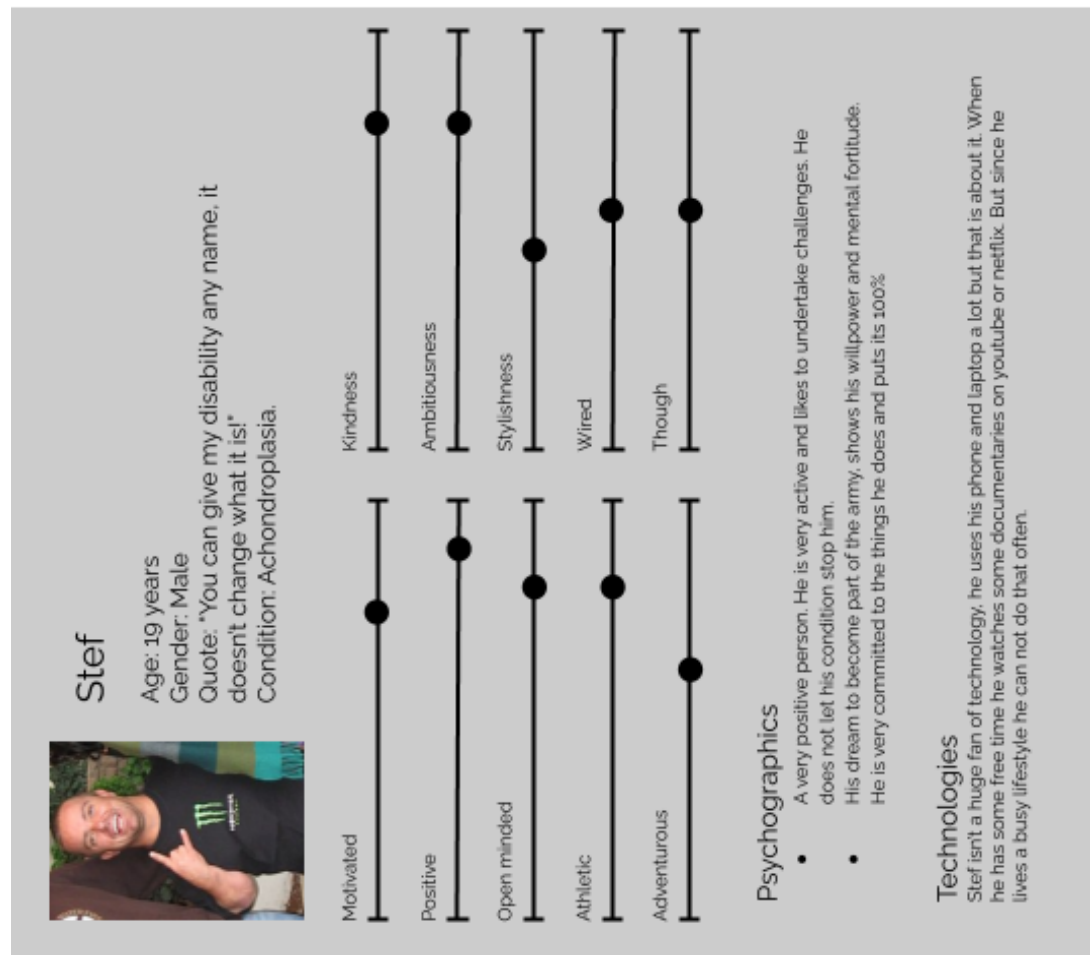 Stef
Age: 19 years
Gender: Male
Quote: "You can give my disability any name, it
doesn't change what it is!"
Condition: Achondroplasia.
Motivated
Positive
Open minded
Athletic
Adventurous
Kindness
Ambitiousness
Stylishness
Wired
Though
Psychographics
• A very positive person. He is very active and likes to undertake challenges. He
does not let his condition stop him.
• His dream to become part of the army, shows his willpower and mental fortitude.
He is very committed to the things he does and puts its 100%
Technologies
Stef isn't a huge fan of technology, he uses his phone and laptop a lot but that is about it. When
he has some free time he watches some documentaries on youtube or netflix. But since he
lives a busy lifestyle he can not do that often.